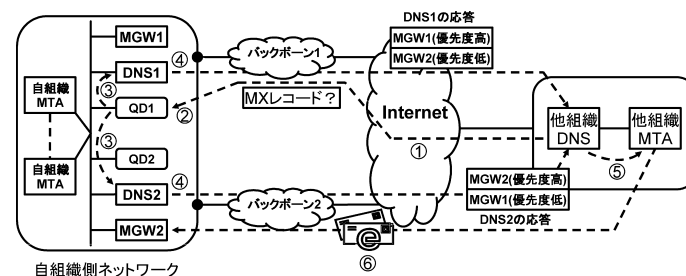 DNS1の応答
MGW1(優先度高)
MGW2(優先度低)
MGW1
④
バックボーン1
DNS1
自組織
MTA
③
QD1
②
MXレコード?
Internet
①
他組織
DNS
他組織
MTA
③
QD2
自組織
MTA
④
DNS2
⑤
MGW2(優先度高)
MGW1(優先度低)
DNS2の応答
バックボーン2
MGW2
e
⑥
自組織側ネットワーク